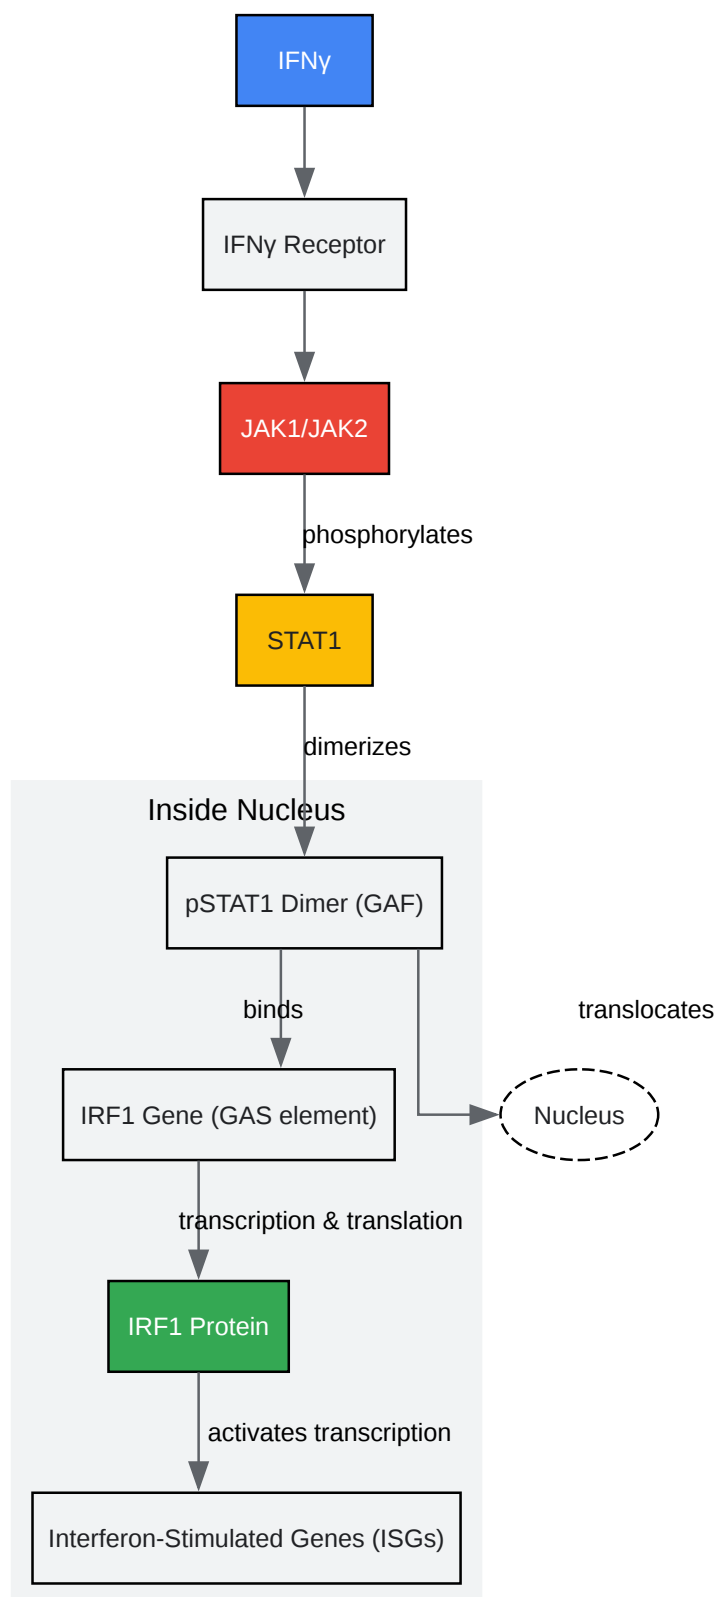 IFNγ
IFNγ Receptor
JAK1/JAK2
phosphorylates
STAT1
dimerizes
Inside Nucleus
pSTAT1 Dimer (GAF)
binds
translocates
IRF1 Gene (GAS element)
Nucleus
transcription & translation
IRF1 Protein
activates transcription
Interferon-Stimulated Genes (ISGs)